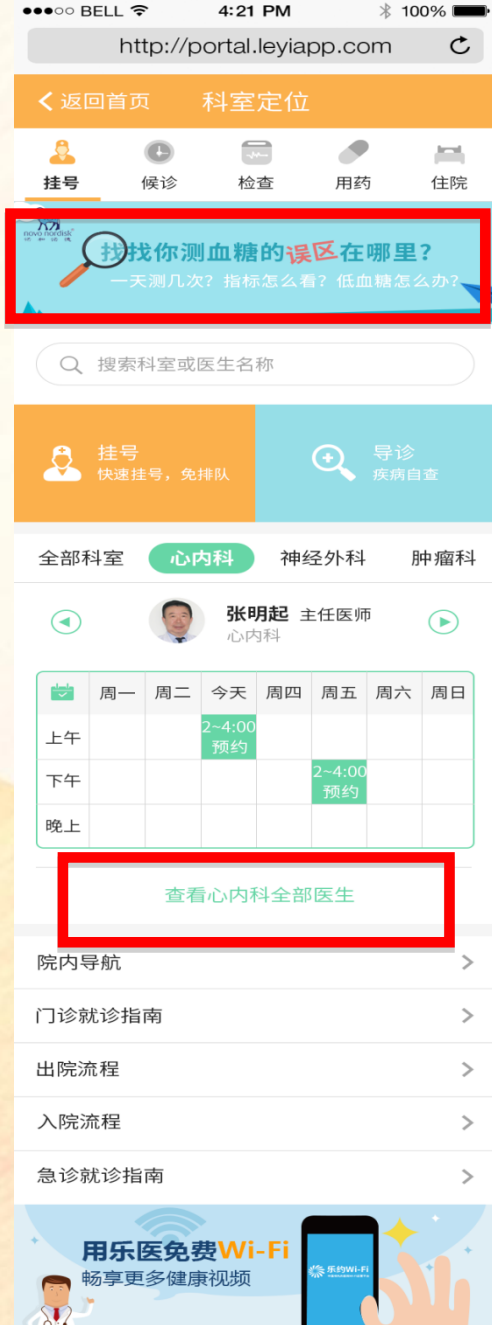 BELL 4:21 PM 100%
http://portal.leyiapp.com
返回首页 科室定位
挂号 候诊 检查 用药 住院
novo nordisk
找找你测血糖的误区在哪里？
一天测几次？指标怎么看？低血糖怎么办？
搜索科室或医生名称
挂号
快速挂号，免排队
导诊
疾病自查
全部科室 心内科 神经外科 肿瘤科
张明起 主任医师
心内科
周一 周二 今天 周四 周五 周六 周日
上午 2~4:00
预约
下午 2~4:00
预约
晚上
查看心内科全部医生
院内导航
门诊就诊指南
出院流程
入院流程
急诊就诊指南
用乐医免费Wi-Fi
畅享更多健康视频
乐约Wi-Fi